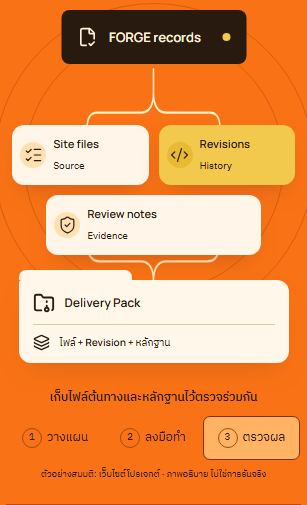 FORGE records
Site files
Source
Revisions
History
Review notes
Evidence
Delivery Pack
ไฟล์ + Revision + หลักฐาน
เก็บไฟล์ต้นทางและหลักฐานไว้ตรวจร่วมกัน
1 วางแผน
2 ลงมือทำ
3 ตรวจผล
ตัวอย่างสมมติ: เว็บไซต์โปรเจกต์ · ภาพอธิบาย ไม่ใช่การรันจริง